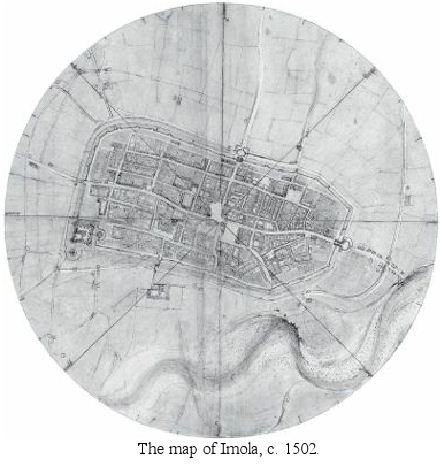 The map of Imola, c. 1502.